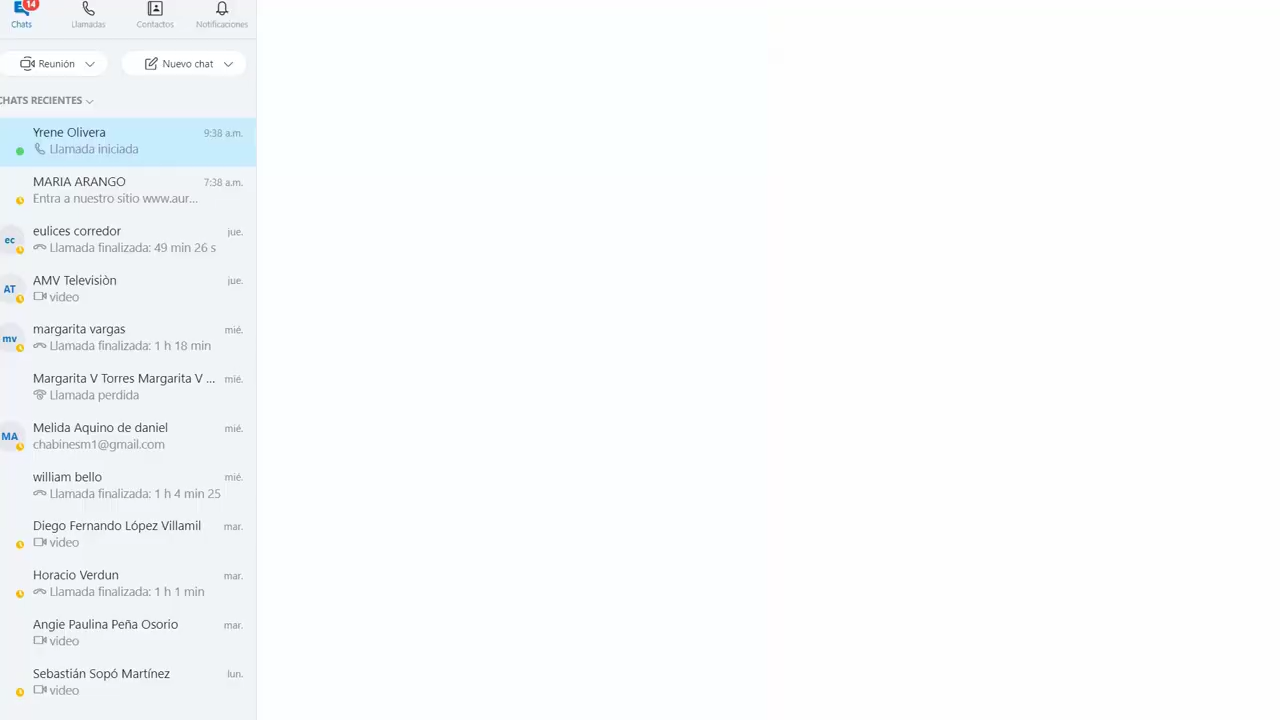 14
Chats
Llamadas
Contactos
Notificaciones
Reunión
Nuevo chat
CHATS RECIENTES
Yrene Olivera
9:38 a.m.
Llamada iniciada
MARIA ARANGO
7:38 a.m.
Entra a nuestro sitio www.aur...
ec
eulices corredor
jue.
Llamada finalizada: 49 min 26 s
AT
AMV Televisiòn
jue.
video
mv
margarita vargas
mié.
Llamada finalizada: 1 h 18 min
Margarita V Torres Margarita V ...
mié.
Llamada perdida
MA
Melida Aquino de daniel
mié.
chabinesm1@gmail.com
william bello
mié.
Llamada finalizada: 1 h 4 min 25
Diego Fernando López Villamil
mar.
video
Horacio Verdun
mar.
Llamada finalizada: 1 h 1 min
Angie Paulina Peña Osorio
mar.
video
Sebastián Sopó Martínez
lun.
video